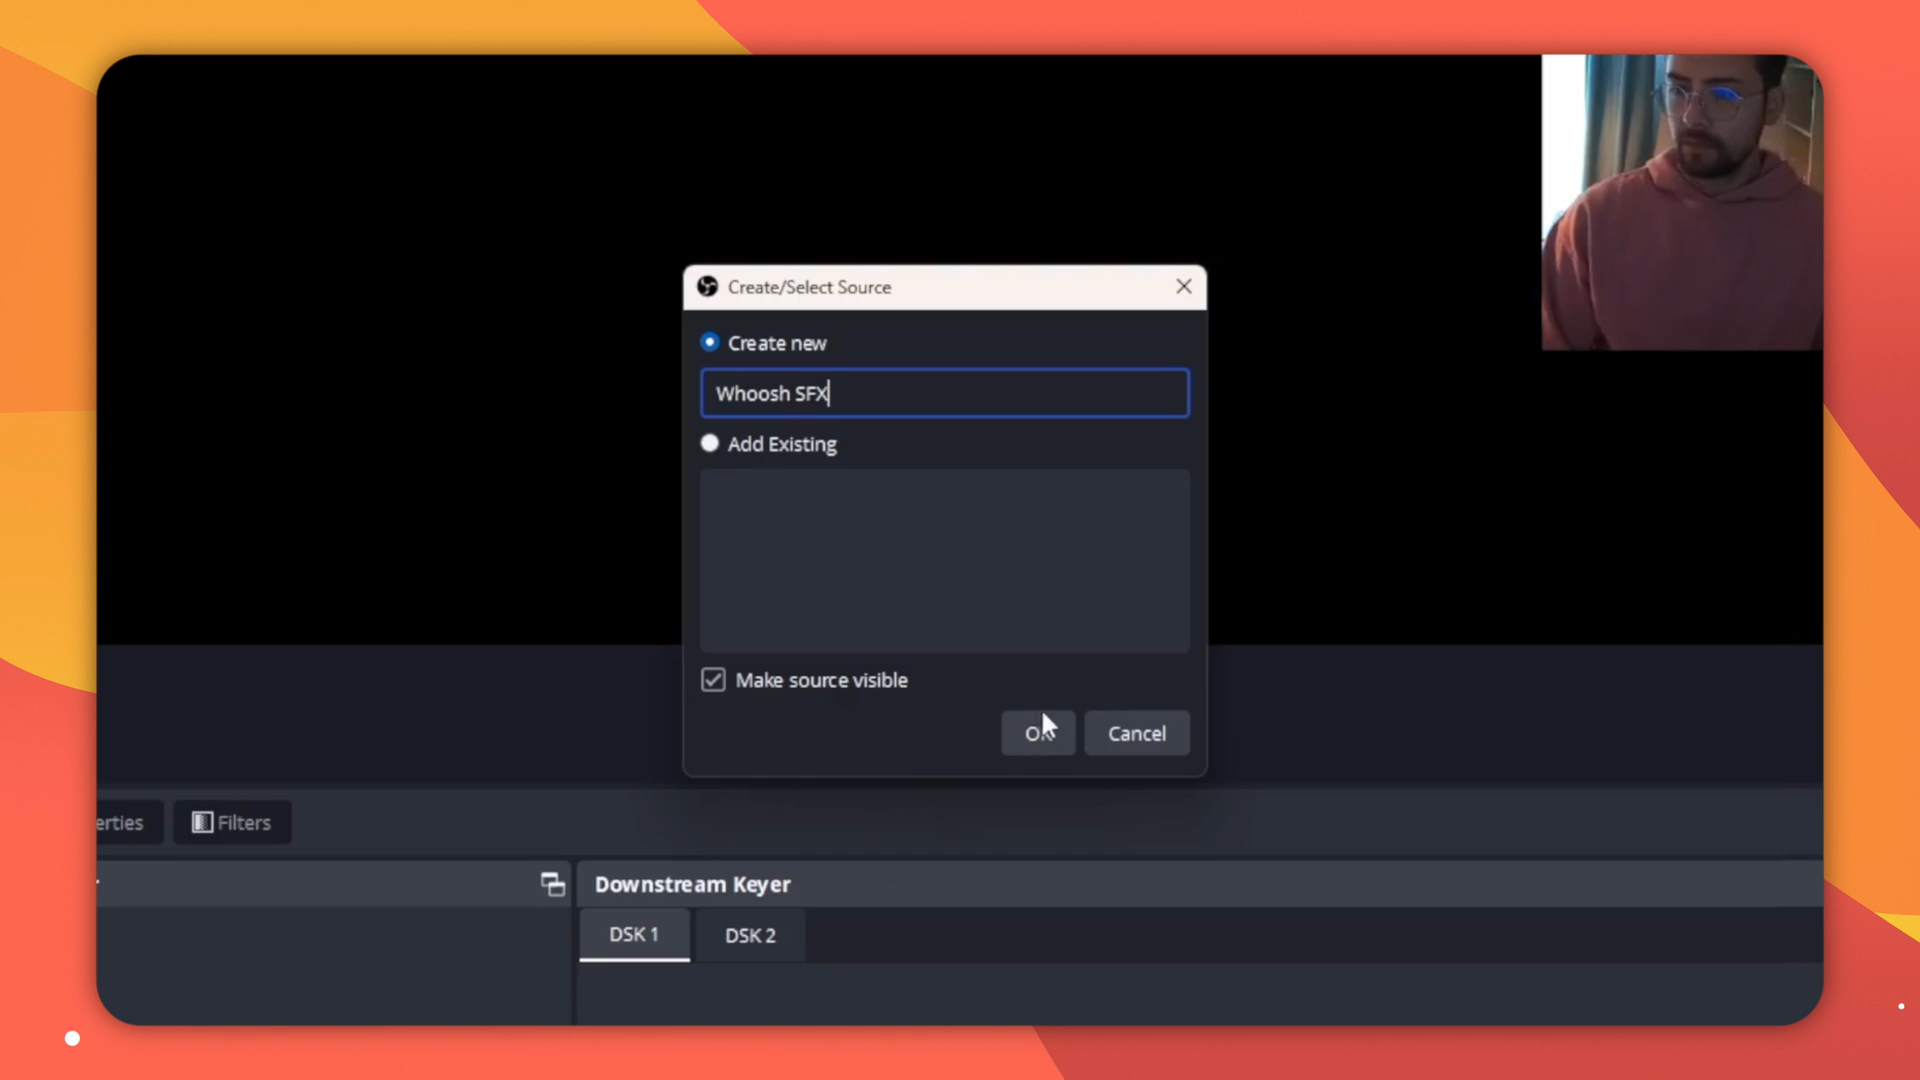 Create/Select Source
Create new
Whoosh SFX
Add Existing
Make source visible
Cancel
erties
Filters
Downstream Keyer
DSK 1
DSK 2